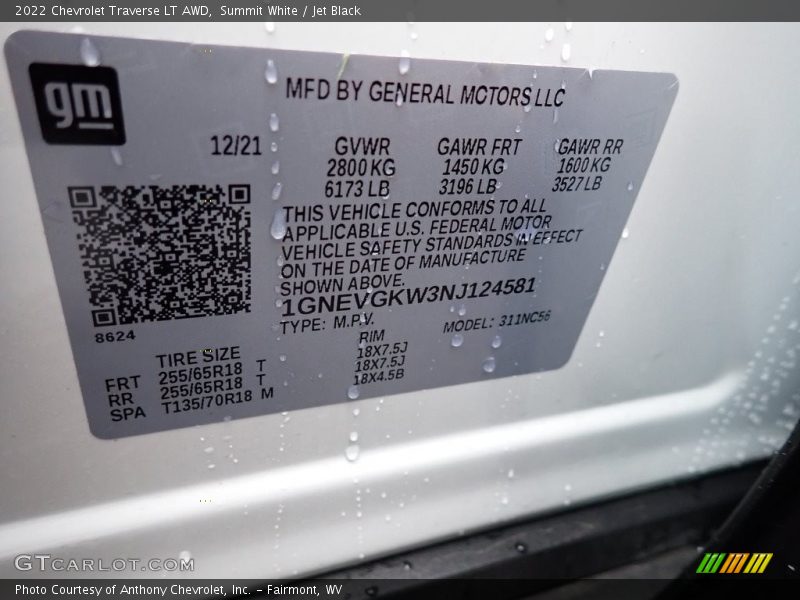 2022 Chevrolet Traverse LT AWD,  Summit White / Jet Black
gm
MFD BY GENERAL MOTORS LLC
12/21 GVWR GAWR FRT GAWR RR
2800 KG 1450 KG 1600 KG
6173 LB 3196 LB 3527 LB
THIS VEHICLE CONFORMS TO ALL
APPLICABLE U.S. FEDERAL MOTOR
VEHICLE SAFETY STANDARDS IN EFFECT
ON THE DATE OF MANUFACTURE
SHOWN ABOVE.
1GNEVGKW3NJ124581
TYPE: M.P.V. MODEL: 311NC56
8624
TIRE SIZE RIM
FRT 255/65R18 T 18X7.5J
RR 255/65R18 T 18X7.5J
SPA T135/70R18 M 18X4.5B
GTCARLOT.COM
Photo Courtesy of Anthony Chevrolet, Inc. – Fairmont, WV